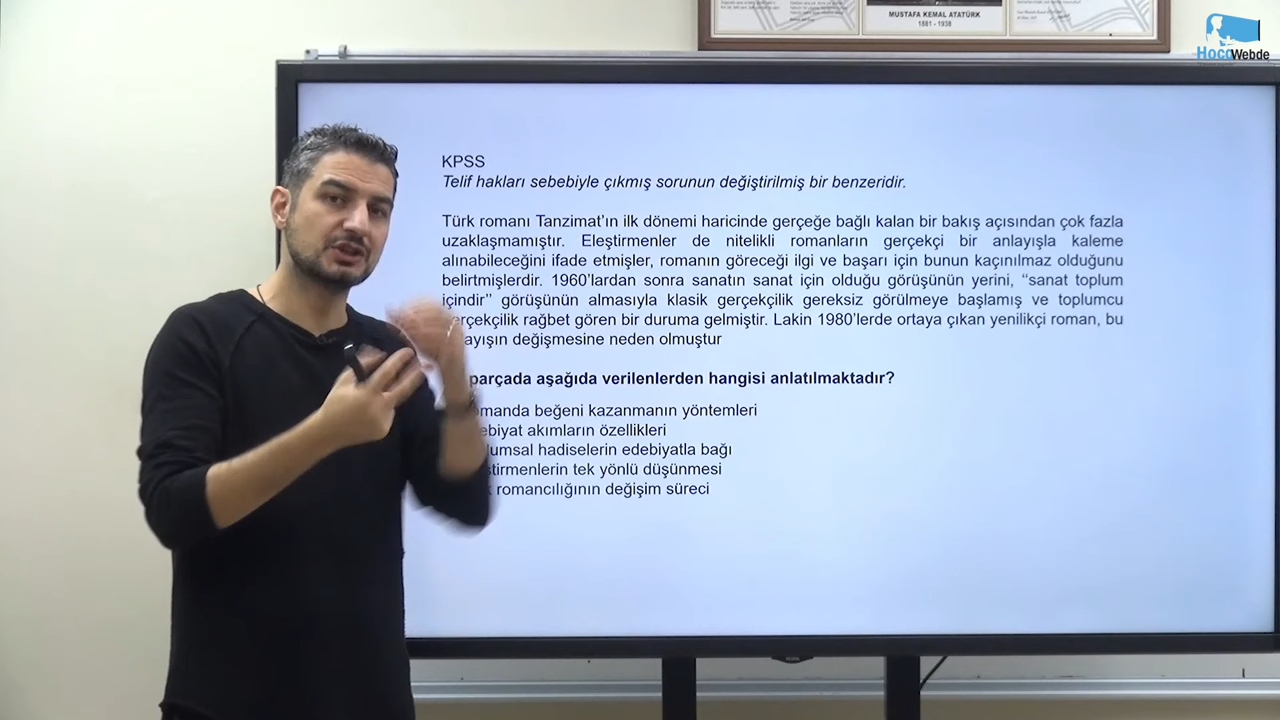 MUSTAFA KEMAL ATATÜRK
1881 - 1938
HocaWebde
KPSS
Telif hakları sebebiyle çıkmış sorunun değiştirilmiş bir benzeridir.
Türk romanı Tanzimat’ın ilk dönemi haricinde gerçeğe bağlı kalan bir bakış açısından çok fazla
uzaklaşmamıştır. Eleştirmenler de nitelikli romanların gerçekçi bir anlayışla kaleme
alınabileceğini ifade etmişler, romanın göreceği ilgi ve başarı için bunun kaçınılmaz olduğunu
belirtmişlerdir. 1960’lardan sonra sanatın sanat için olduğu görüşünün yerini, ‘‘sanat toplum
içindir’’ görüşünün almasıyla klasik gerçekçilik gereksiz görülmeye başlamış ve toplumcu
gerçekçilik rağbet gören bir duruma gelmiştir. Lakin 1980’lerde ortaya çıkan yenilikçi roman, bu
yışın değişmesine neden olmuştur
parçada aşağıda verilenlerden hangisi anlatılmaktadır?
omanda beğeni kazanmanın yöntemleri
ebiyat akımların özellikleri
lumsal hadiselerin edebiyatla bağı
ştirmenlerin tek yönlü düşünmesi
k romancılığının değişim süreci